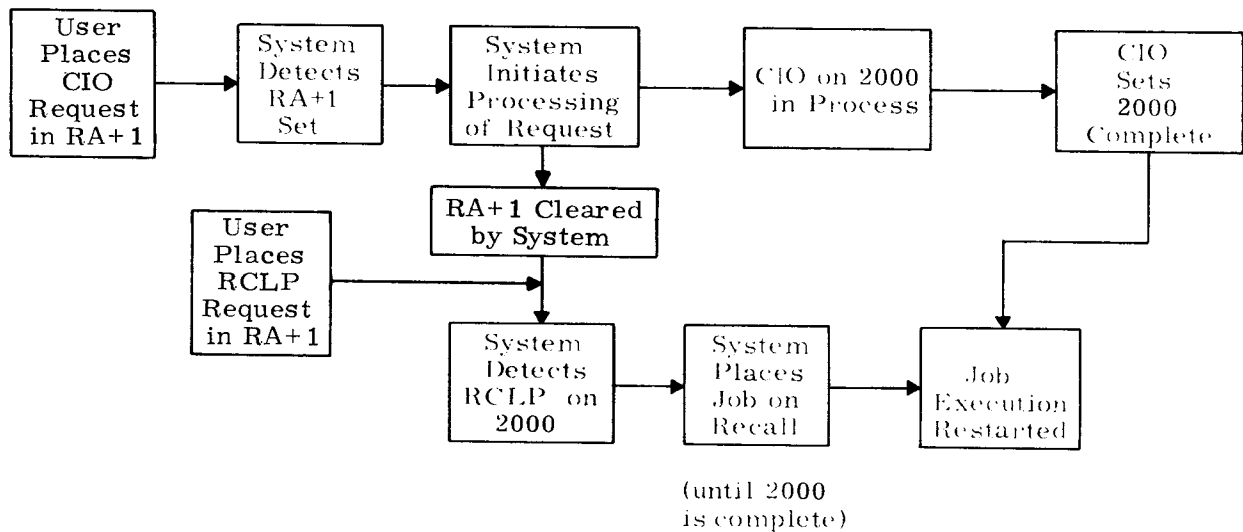 User
Places
CIO
Request
in RA+1
System
Detects
RA+1
Set
System
Initiates
Processing
of Request
CIO on 2000
in Process
CIO
Sets
2000
Complete
RA+1 Cleared
by System
User
Places
RCLP
Request
in RA+1
System
Detects
RCLP on
2000
System
Places
Job on
Recall
Job
Execution
Restarted
(until 2000
is complete)